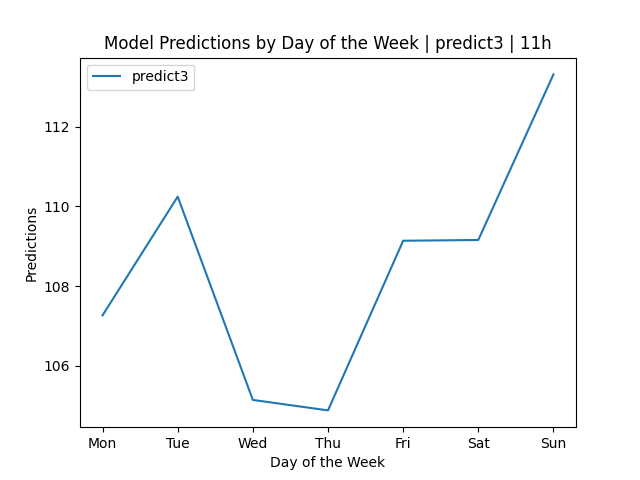 Model Predictions by Day of the Week | predict3 | 11h
predict3
112
110
108
106
Predictions
Mon Tue Wed Thu Fri Sat Sun
Day of the Week